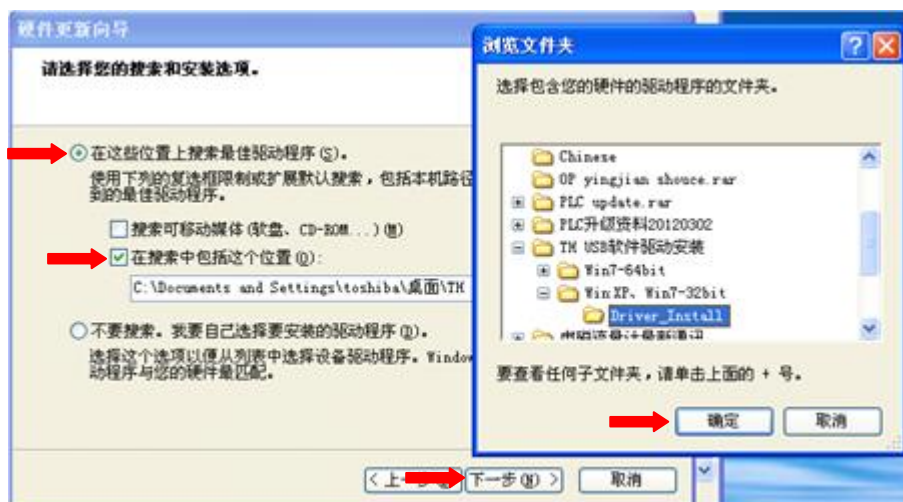 硬件更新向导
请选择您的搜索和安装选项。
在这些位置上搜索最佳驱动程序(S)。
使用下列的复选框限制或扩展默认搜索，包括本机路径
到的最佳驱动程序。
搜索可移动媒体(软盘、CD-ROM...)(M)
在搜索中包括这个位置(O):
C:\Documents and Settings\toshiba\桌面\TH
不要搜索。我要自己选择要安装的驱动程序(D)。
选择这个选项以便从列表中选择设备驱动程序。Window
动程序与您的硬件最匹配。
下一步(N) >
取消
浏览文件夹
选择包含您的硬件的驱动程序的文件夹。
Chinese
OP yingjian shouce.rar
PLC update.rar
PLC升级资料20120302
TH USB软件驱动安装
Win7-64bit
WinXP、Win7-32bit
Driver_Install
要查看任何子文件夹，请单击上面的 + 号。
确定
取消